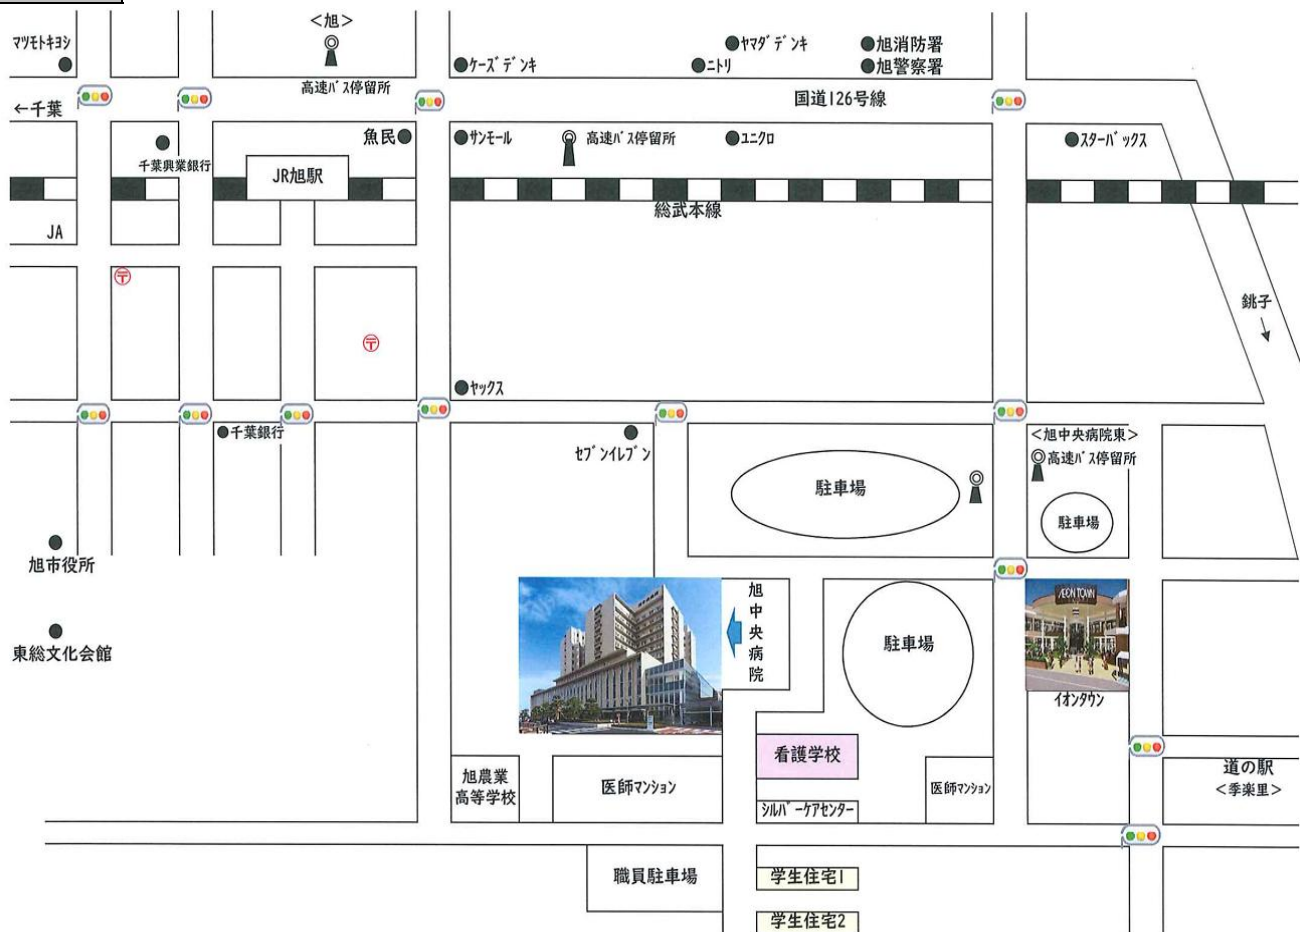 <旭>
マツモトキヨシ
ヤマダデンキ
旭消防署
ケーズデンキ
ニトリ
旭警察署
高速バス停留所
国道126号線
←千葉
魚民
サンモール
高速バス停留所
ユニクロ
スターバックス
千葉興業銀行
JR旭駅
総武本線
JA
〒
銚子
〒
ヤックス
千葉銀行
<旭中央病院東>
セブンイレブン
高速バス停留所
駐車場
駐車場
旭市役所
旭中央病院
ÆON TOWN
駐車場
東総文化会館
イオンタウン
看護学校
道の駅
<季楽里>
旭農業
高等学校
医師マンション
医師マンション
シルバーケアセンター
職員駐車場
学生住宅1
学生住宅2